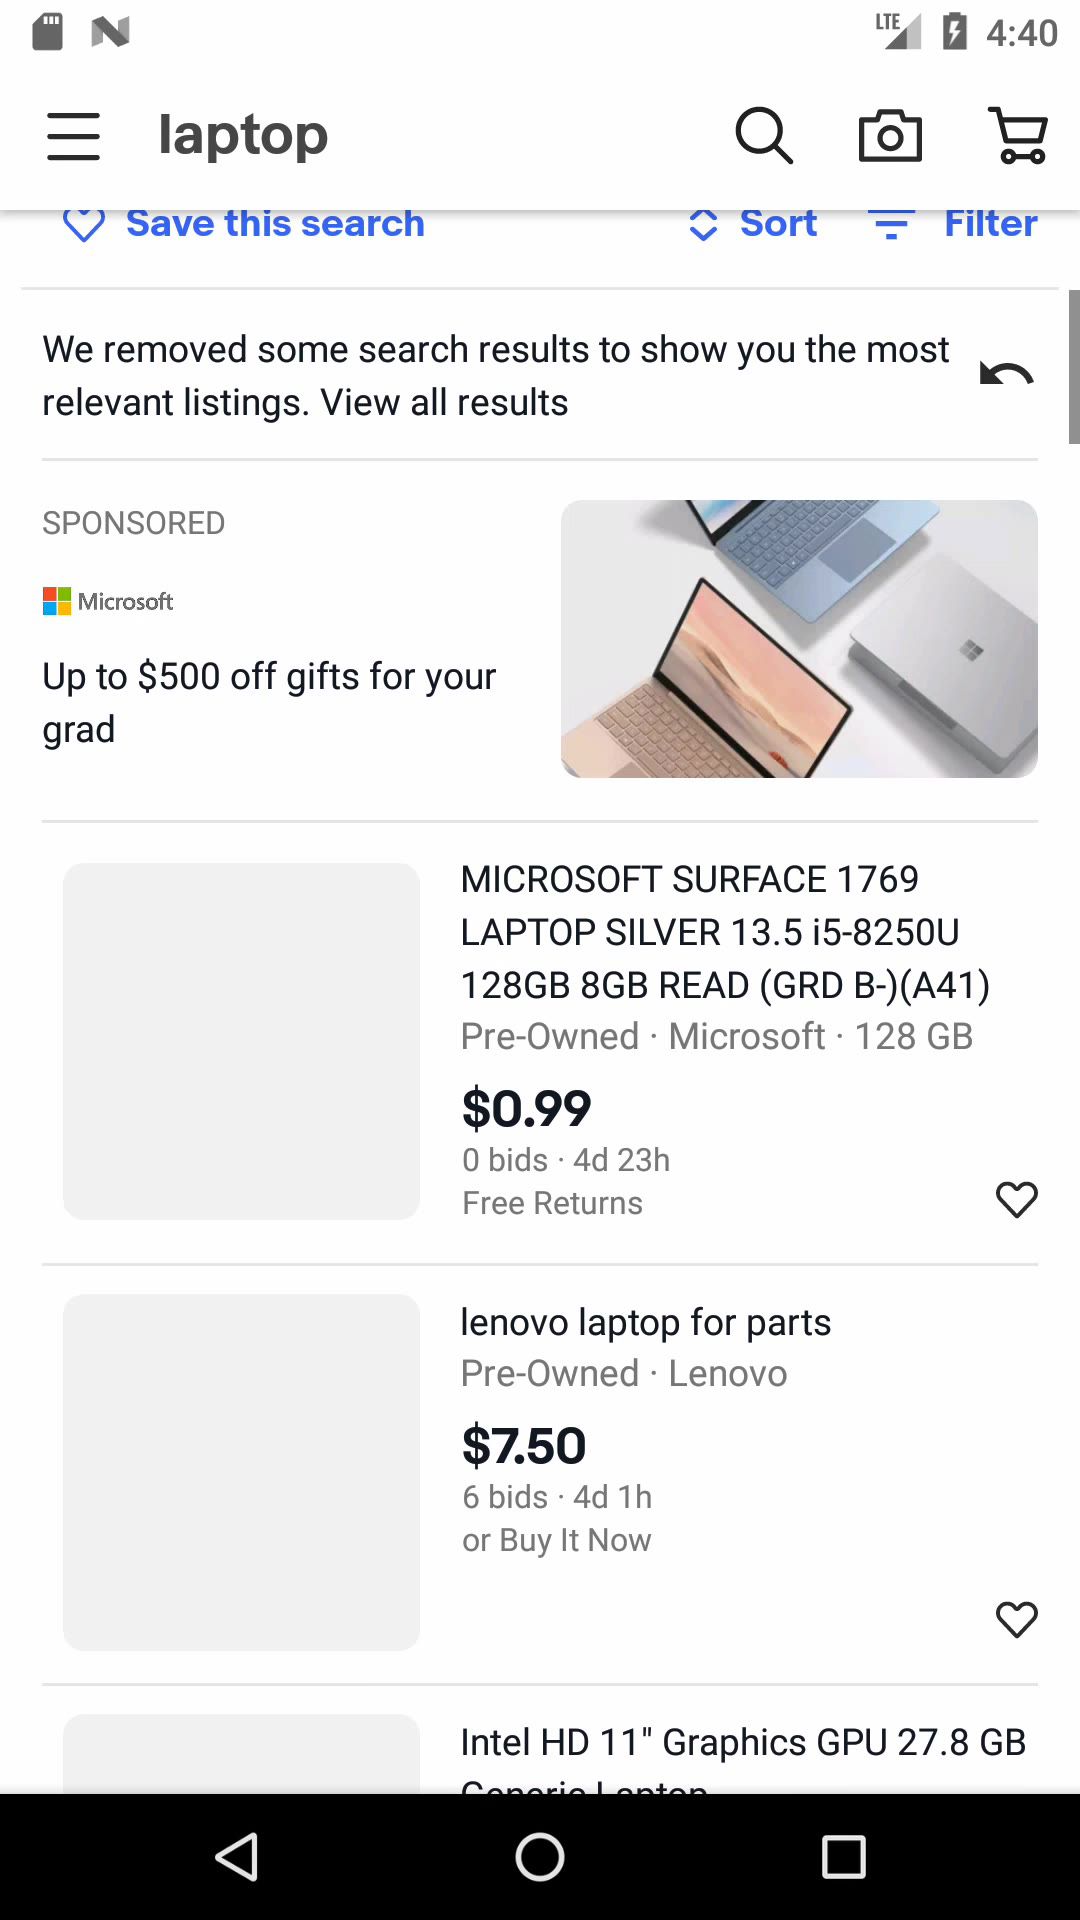 LTE 4:40
laptop
Save this search Sort Filter
We removed some search results to show you the most
relevant listings. View all results
SPONSORED
Microsoft
Up to $500 off gifts for your
grad
MICROSOFT SURFACE 1769
LAPTOP SILVER 13.5 i5-8250U
128GB 8GB READ (GRD B-)(A41)
Pre-Owned · Microsoft · 128 GB
$0.99
0 bids · 4d 23h
Free Returns
lenovo laptop for parts
Pre-Owned · Lenovo
$7.50
6 bids · 4d 1h
or Buy It Now
Intel HD 11" Graphics GPU 27.8 GB
Generic Laptop